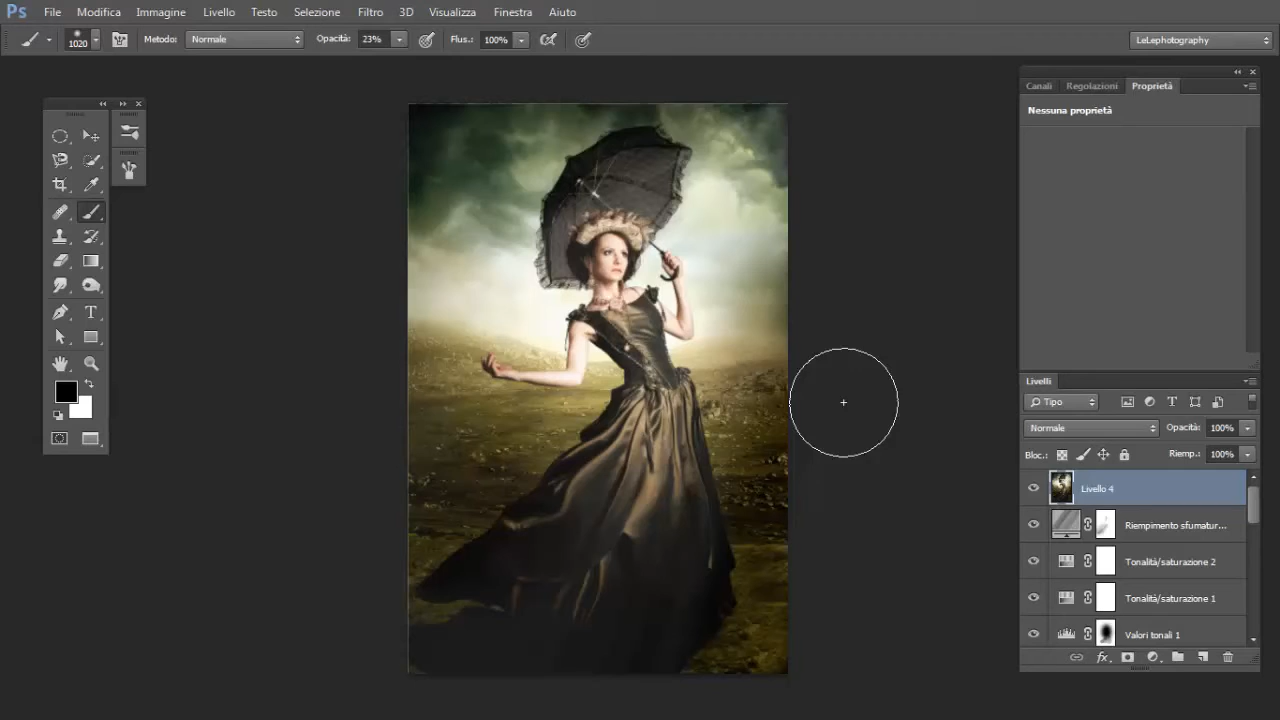 Ps File Modifica Immagine Livello Testo Selezione Filtro 3D Visualizza Finestra Aiuto
1020 Metodo: Normale Opacità: 23% Flus.: 100% LeLephotography
Canali Regolazioni Proprietà
Nessuna proprietà
T
Livelli
Tipo T
Normale Opacità: 100%
Bloc.: Riemp.: 100%
Livello 4
Riempimento sfumatur...
Tonalità/saturazione 2
Tonalità/saturazione 1
Valori tonali 1
fx.